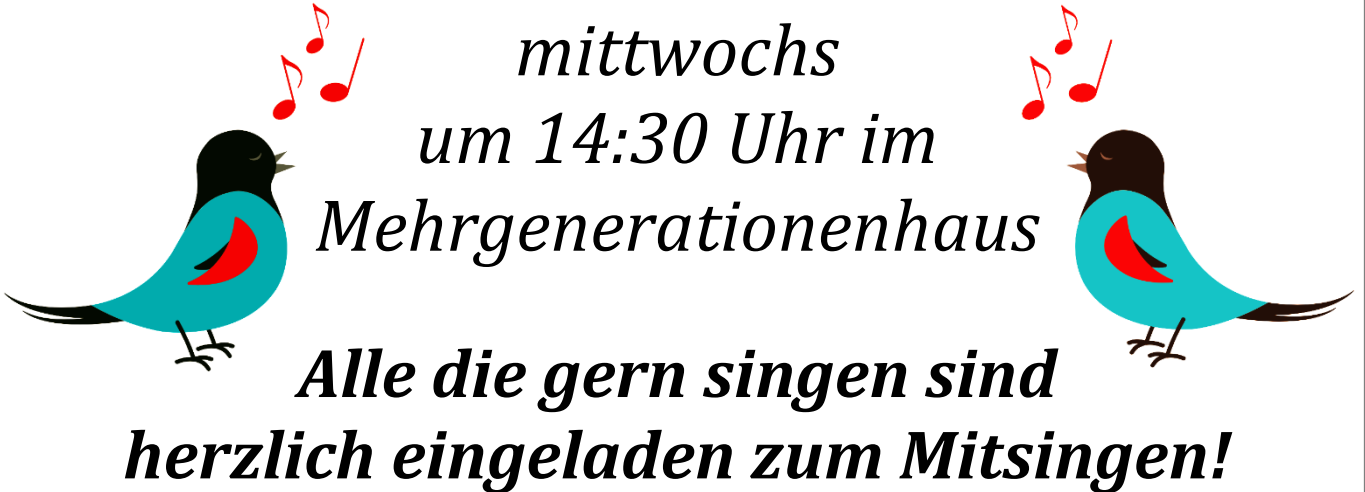 mittwochs
um 14:30 Uhr im
Mehrgenerationenhaus
Alle die gern singen sind
herzlich eingeladen zum Mitsingen!